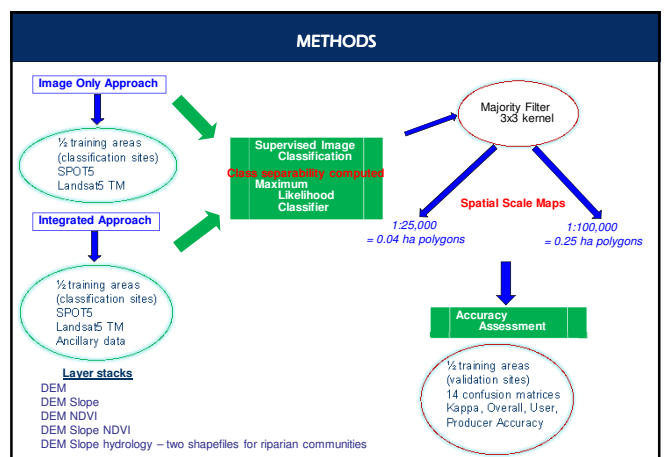 METHODS
Image Only Approach
½ training areas
(classification sites)
SPOT5
Landsat5 TM
Integrated Approach
½ training areas
(classification sites)
SPOT5
Landsat5 TM
Ancillary data
Layer stacks
DEM
DEM Slope
DEM NDVI
DEM Slope NDVI
DEM Slope hydrology – two shapefiles for riparian communities
Supervised Image
Classification
Class separability computed
Maximum
Likelihood
Classifier
Majority Filter
3x3 kernel
Spatial Scale Maps
1:25,000
= 0.04 ha polygons
1:100,000
= 0.25 ha polygons
Accuracy
Assessment
½ training areas
(validation sites)
14 confusion matrices
Kappa, Overall, User,
Producer Accuracy